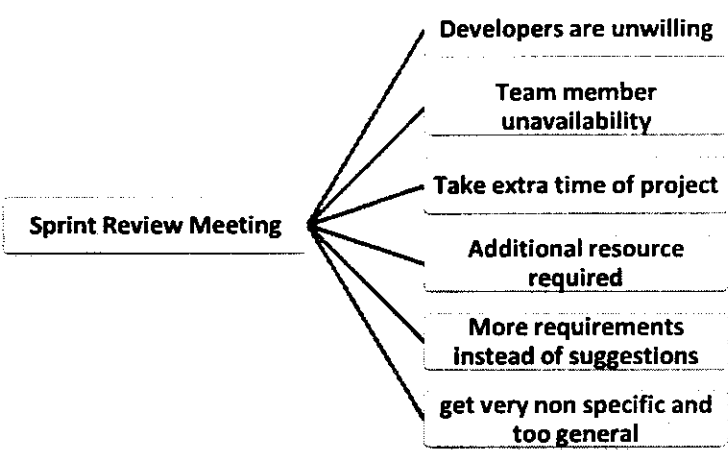 Developers are unwilling
Team member
unavailability
Take extra time of project
Sprint Review Meeting
Additional resource
required
More requirements
instead of suggestions
get very non specific and
too general